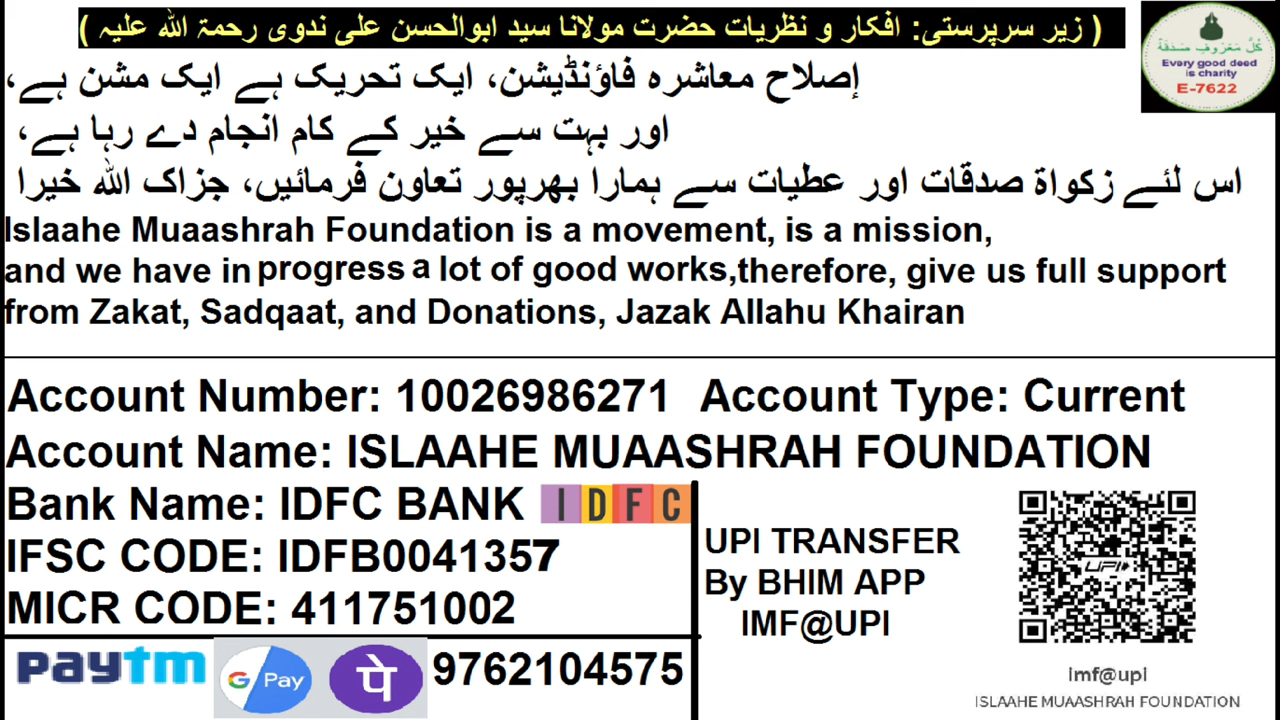 ( زیر سرپرستی: افکار و نظریات حضرت مولانا سید ابوالحسن علی ندوی رحمۃ اللہ علیہ )
كُلُّ مَعْرُوفٍ صَدَقَةٌ
Every good deed
is charity
E-7622
إصلاح معاشرہ فاؤنڈیشن، ایک تحریک ہے ایک مشن ہے،
اور بہت سے خیر کے کام انجام دے رہا ہے،
اس لئے زکواۃ صدقات اور عطیات سے ہمارا بھرپور تعاون فرمائیں، جزاک اللہ خیرا
Islaahe Muaashrah Foundation is a movement, is a mission,
and we have in progress a lot of good works,therefore, give us full support
from Zakat, Sadqaat, and Donations, Jazak Allahu Khairan
Account Number: 10026986271 Account Type: Current
Account Name: ISLAAHE MUAASHRAH FOUNDATION
Bank Name: IDFC BANK IDFC
IFSC CODE: IDFB0041357
MICR CODE: 411751002
paytm G Pay पे 9762104575
UPI TRANSFER
By BHIM APP
IMF@UPI
UPI
imf@upi
ISLAAHE MUAASHRAH FOUNDATION